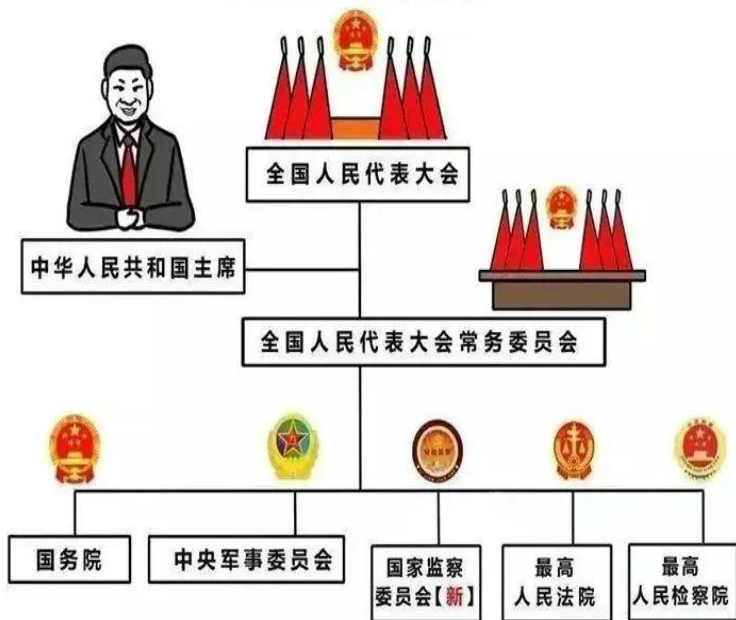 全国人民代表大会
中华人民共和国主席
全国人民代表大会常务委员会
国务院
中央军事委员会
国家监察
委员会【新】
最高
人民法院
最高
人民检察院